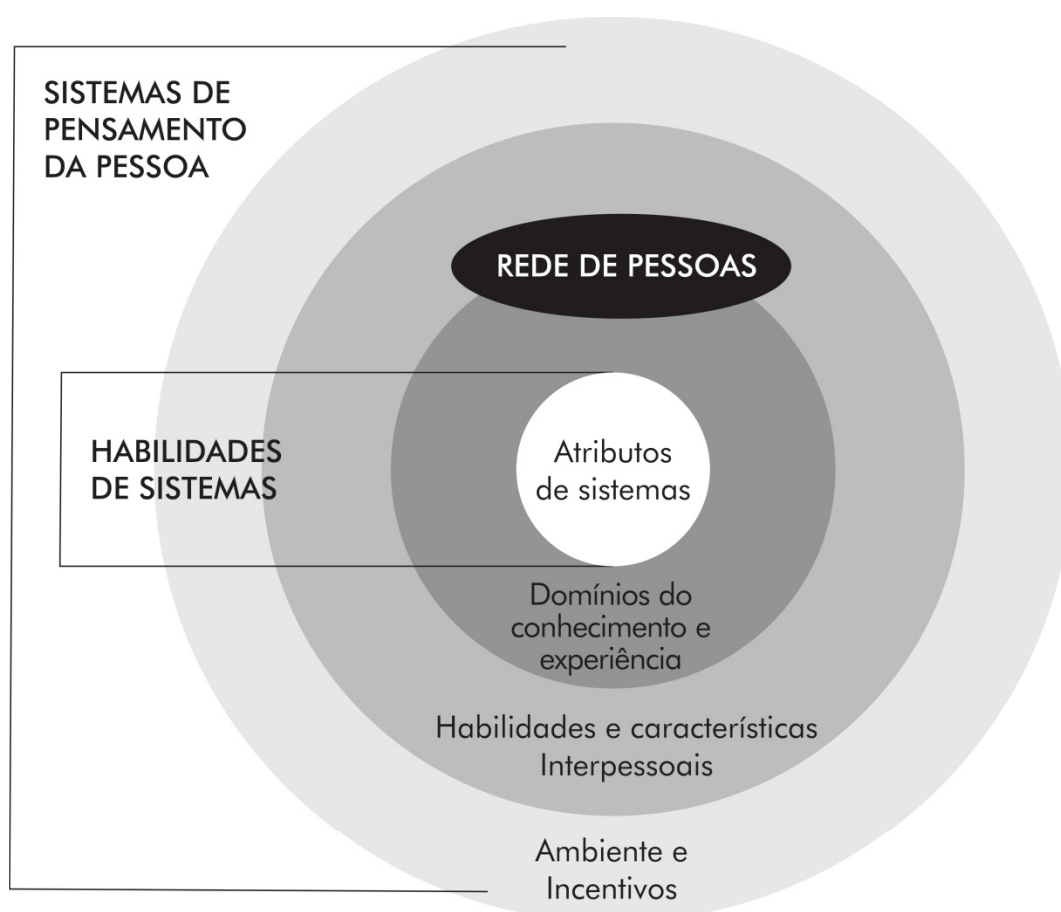 SISTEMAS DE
PENSAMENTO
DA PESSOA
REDE DE PESSOAS
HABILIDADES
DE SISTEMAS
Atributos
de sistemas
Domínios do
conhecimento e
experiência
Habilidades e características
Interpessoais
Ambiente e
Incentivos